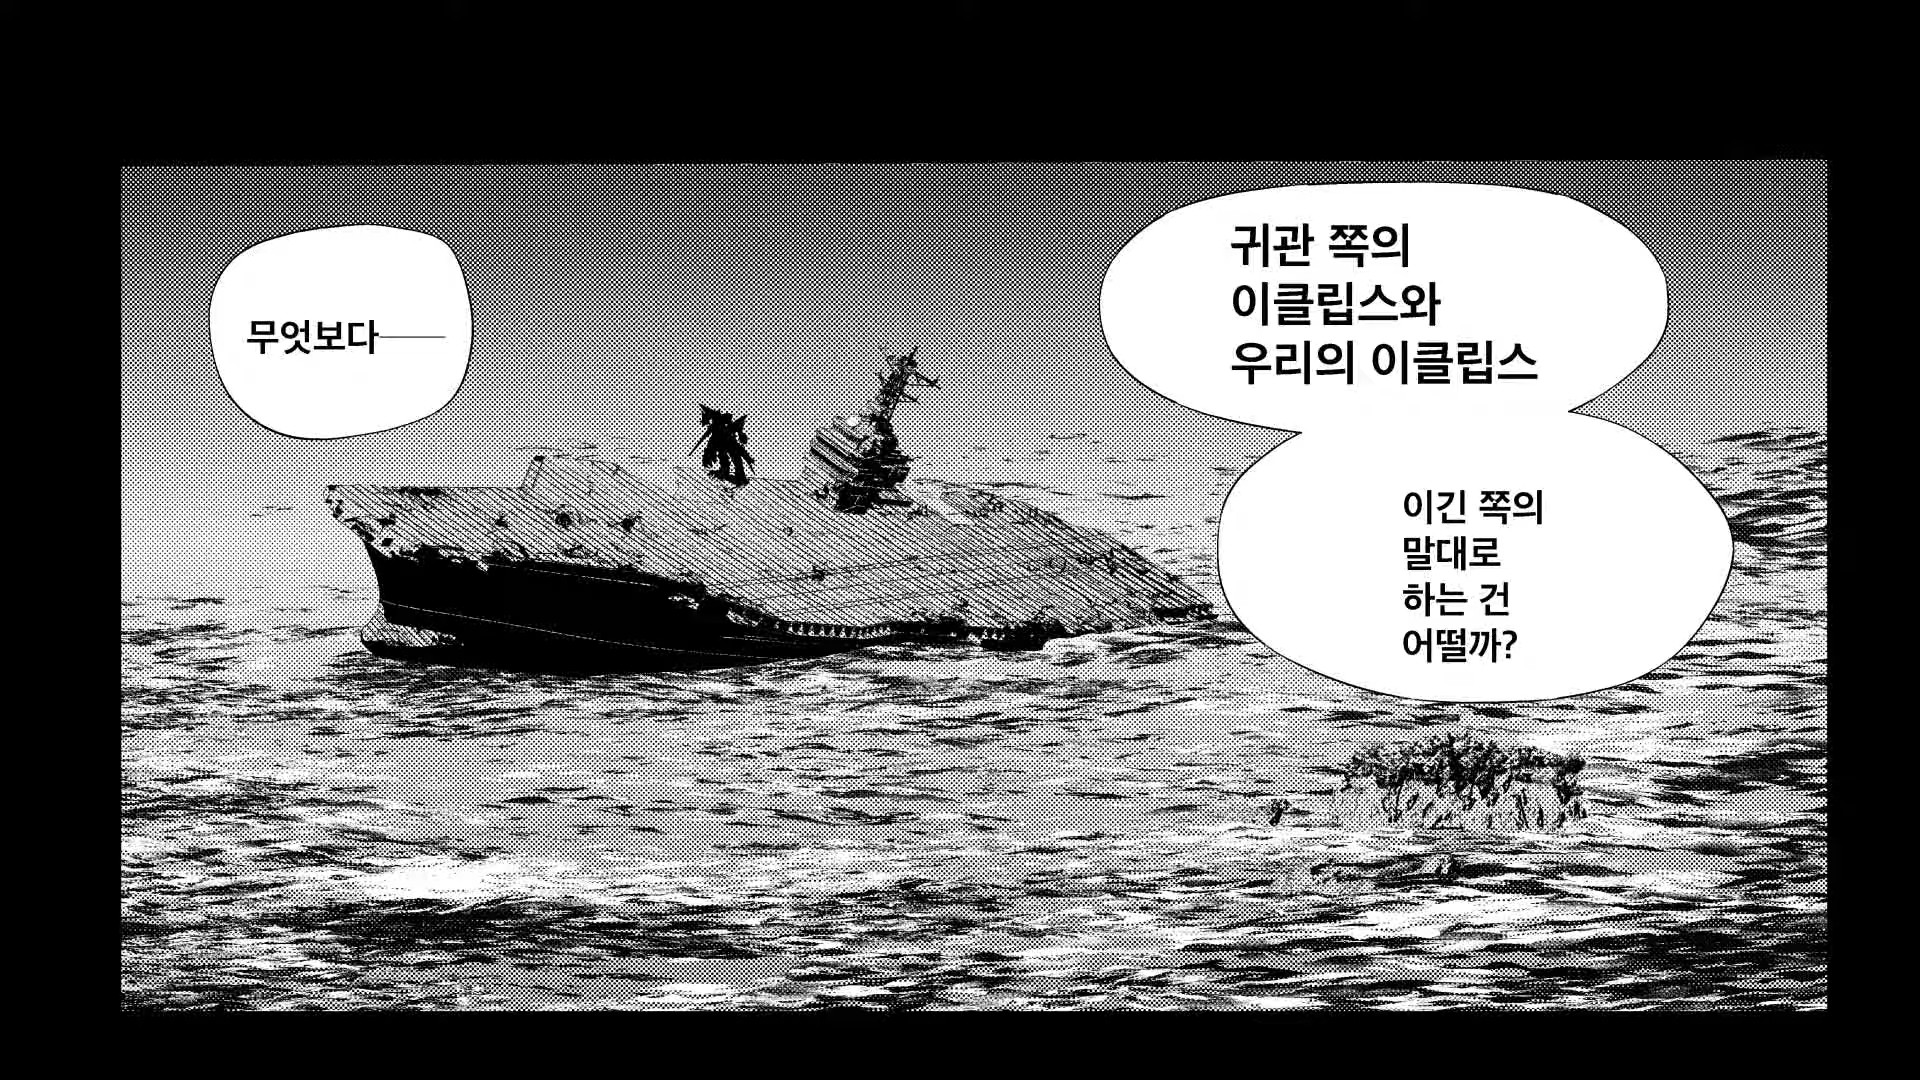 귀관 쪽의
이클립스와
우리의 이클립스
이긴 쪽의
말대로
하는 건
어떨까?
무엇보다──